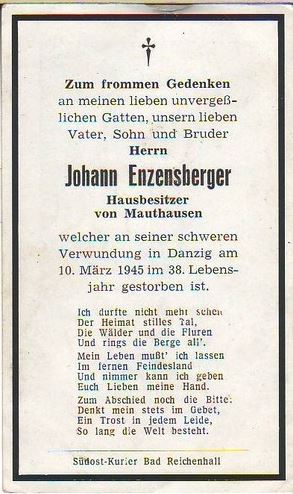 Zum frommen Gedenken
an meinen lieben unvergeß-
lichen Gatten, unsern lieben
Vater, Sohn und Bruder
Herrn
Johann Enzensberger
Hausbesitzer
von Mauthausen
welcher an seiner schweren
Verwundung in Danzig am
10. März 1945 im 38. Lebens-
jahr gestorben ist.
Ich durfte nicht mehr sehen
Der Heimat stilles Tal,
Die Wälder und die Fluren
Und rings die Berge all'.
Mein Leben mußt' ich lassen
Im fernen Feindesland
Und nimmer kann ich geben
Euch Lieben meine Hand.
Zum Abschied noch die Bitte:
Denkt mein stets im Gebet,
Ein Trost in jedem Leide,
So lang die Welt besteht.
Südost-Kurier Bad Reichenhall